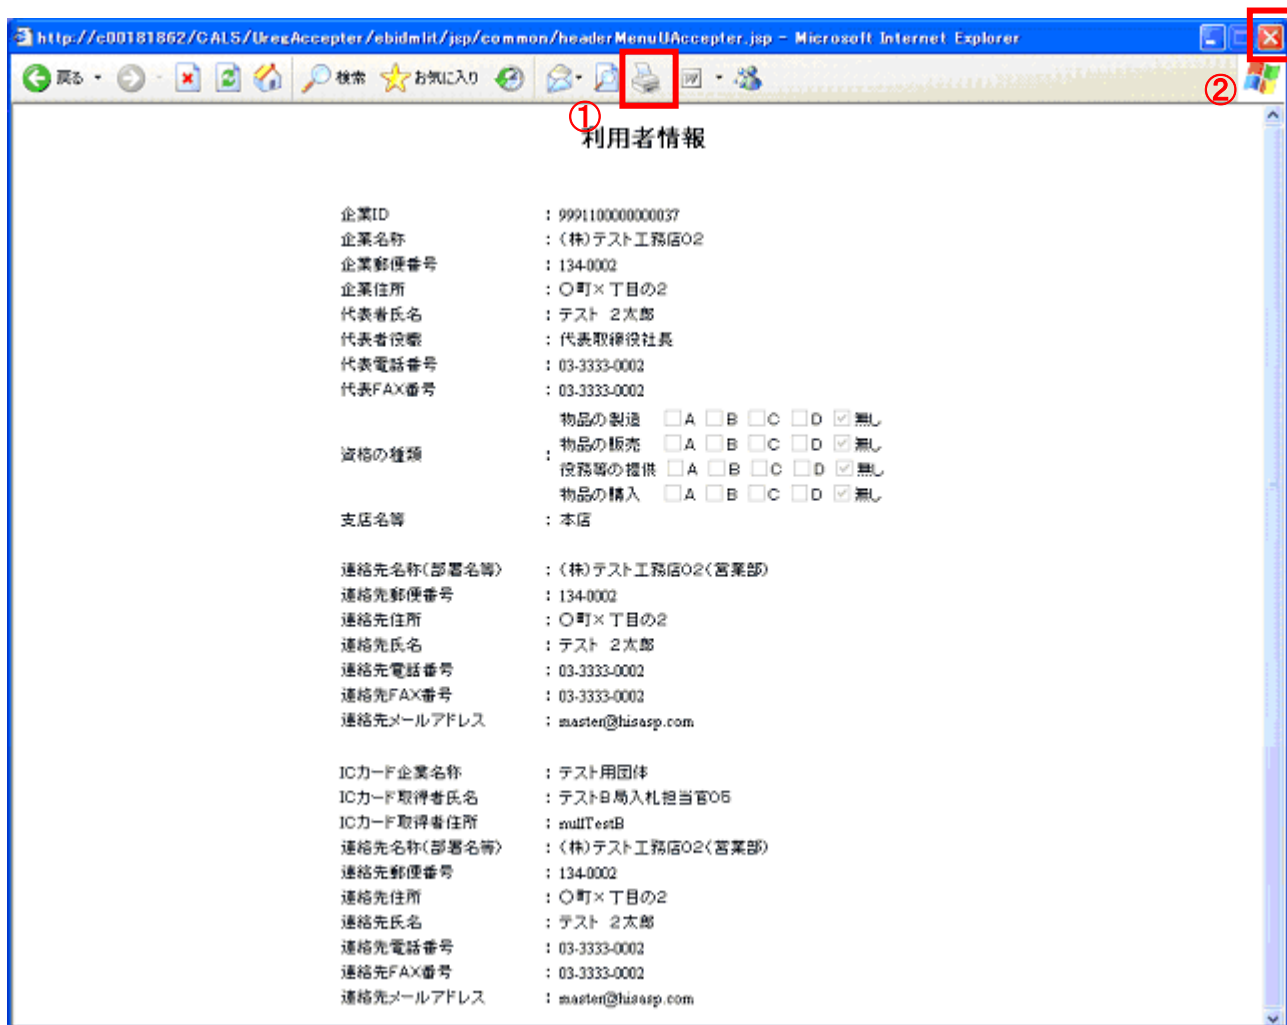 http://c00181862/CALS/UregAccepter/ebidmlit/jsp/common/headerMenuUAccepter.jsp - Microsoft Internet Explorer
戻る 検索 お気に入り
①
②
利用者情報
企業ID : 9991100000000037
企業名称 : (株)テスト工務店02
企業郵便番号 : 134-0002
企業住所 : ○町×丁目の2
代表者氏名 : テスト 2太郎
代表者役職 : 代表取締役社長
代表電話番号 : 03-3333-0002
代表FAX番号 : 03-3333-0002
資格の種類 :
物品の製造 A B C D 無し
物品の販売 A B C D 無し
役務等の提供 A B C D 無し
物品の購入 A B C D 無し
支店名等 : 本店
連絡先名称(部署名等) : (株)テスト工務店02(営業部)
連絡先郵便番号 : 134-0002
連絡先住所 : ○町×丁目の2
連絡先氏名 : テスト 2太郎
連絡先電話番号 : 03-3333-0002
連絡先FAX番号 : 03-3333-0002
連絡先メールアドレス : master@hisasp.com
ICカード企業名称 : テスト用団体
ICカード取得者氏名 : テストB局入札担当官05
ICカード取得者住所 : nullTestB
連絡先名称(部署名等) : (株)テスト工務店02(営業部)
連絡先郵便番号 : 134-0002
連絡先住所 : ○町×丁目の2
連絡先氏名 : テスト 2太郎
連絡先電話番号 : 03-3333-0002
連絡先FAX番号 : 03-3333-0002
連絡先メールアドレス : master@hisasp.com